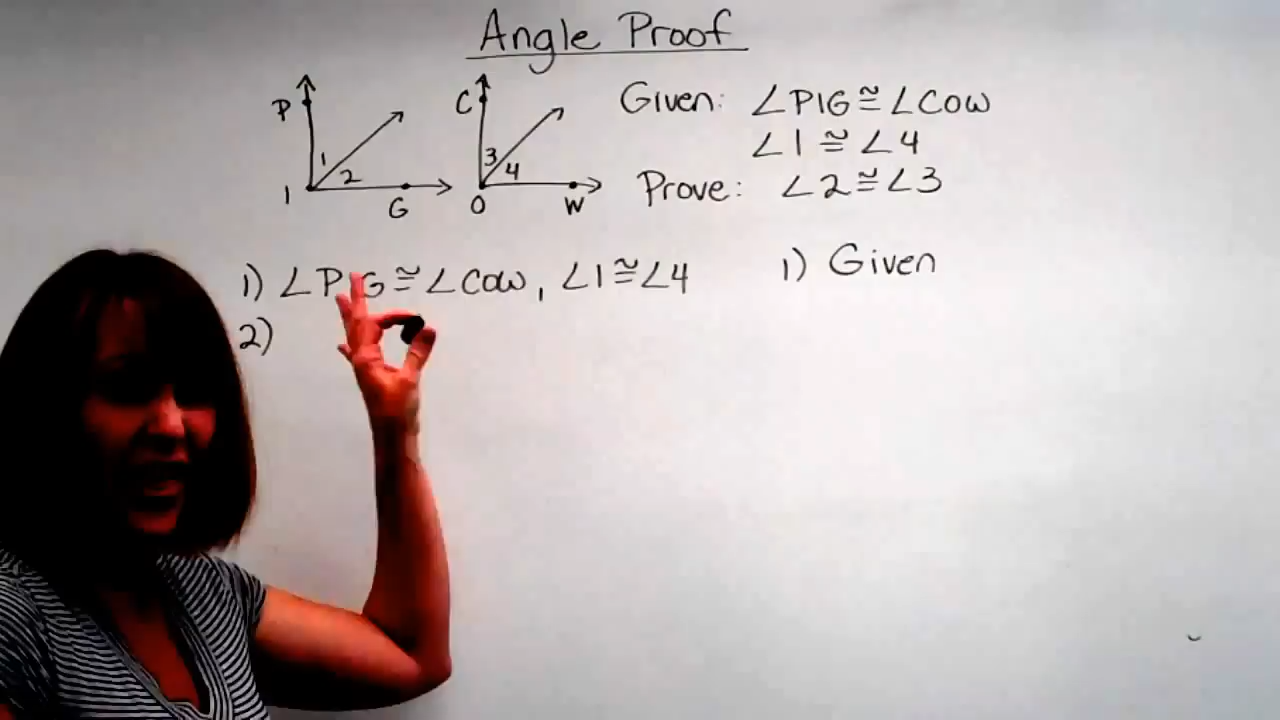 Angle Proof
P
1
2
I
G
C
3
4
O
W
Given: ∠PIG ≅ ∠COW
∠1 ≅ ∠4
Prove: ∠2 ≅ ∠3
1) ∠PIG ≅ ∠COW, ∠1 ≅ ∠4 1) Given
2)